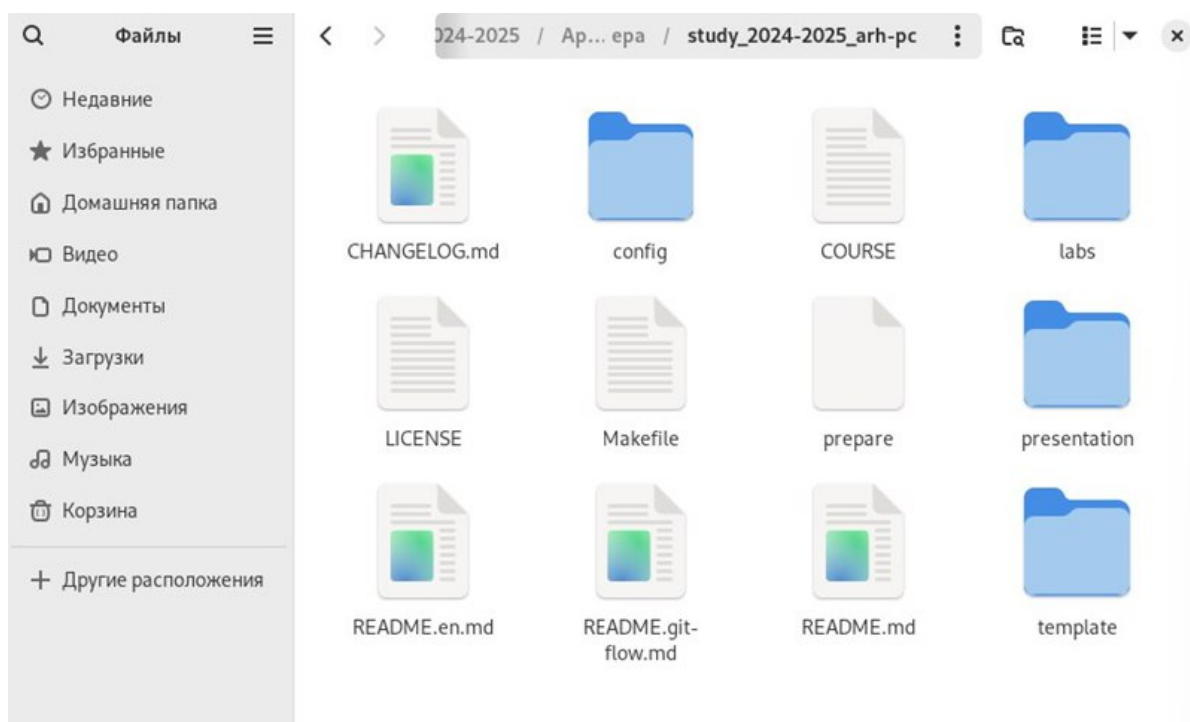 Файлы
024-2025 / Ар... ера / study_2024-2025_arh-pc
Недавние
Избранные
Домашняя папка
Видео
Документы
Загрузки
Изображения
Музыка
Корзина
Другие расположения
CHANGELOG.md
config
COURSE
labs
LICENSE
Makefile
prepare
presentation
README.en.md
README.git-
flow.md
README.md
template